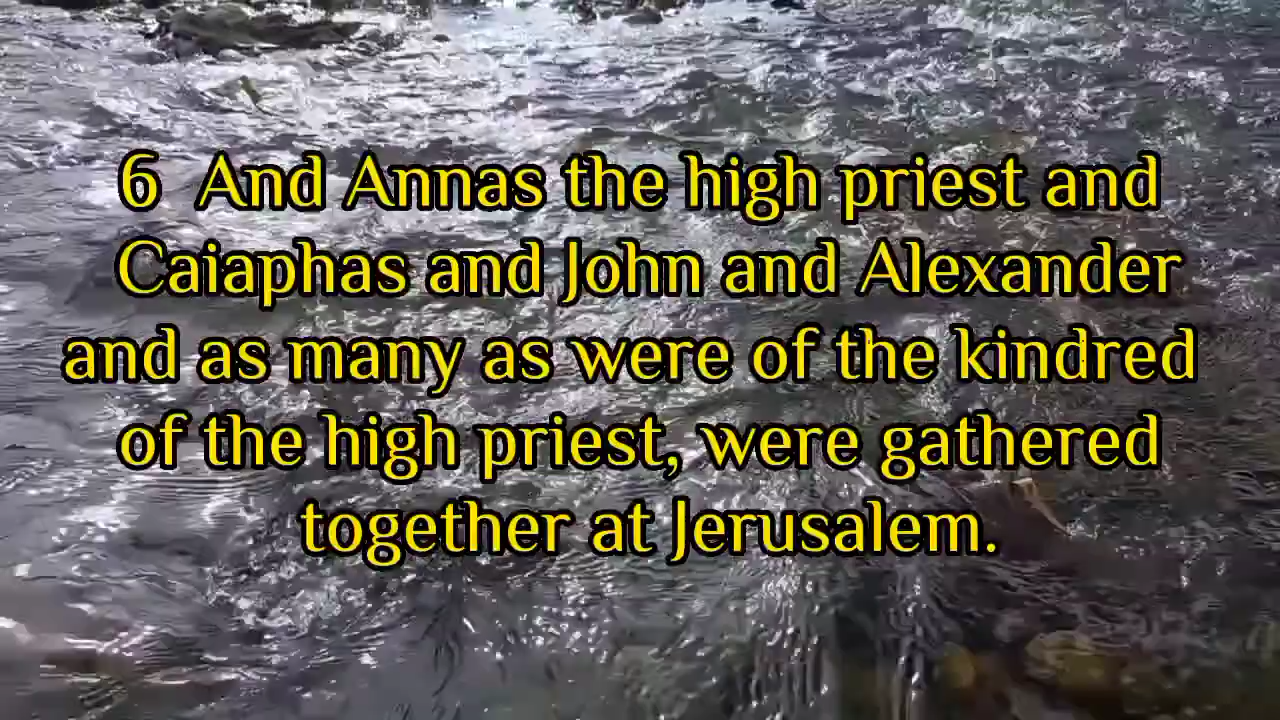 6  And Annas the high priest and
Caiaphas and John and Alexander
and as many as were of the kindred
of the high priest, were gathered
together at Jerusalem.